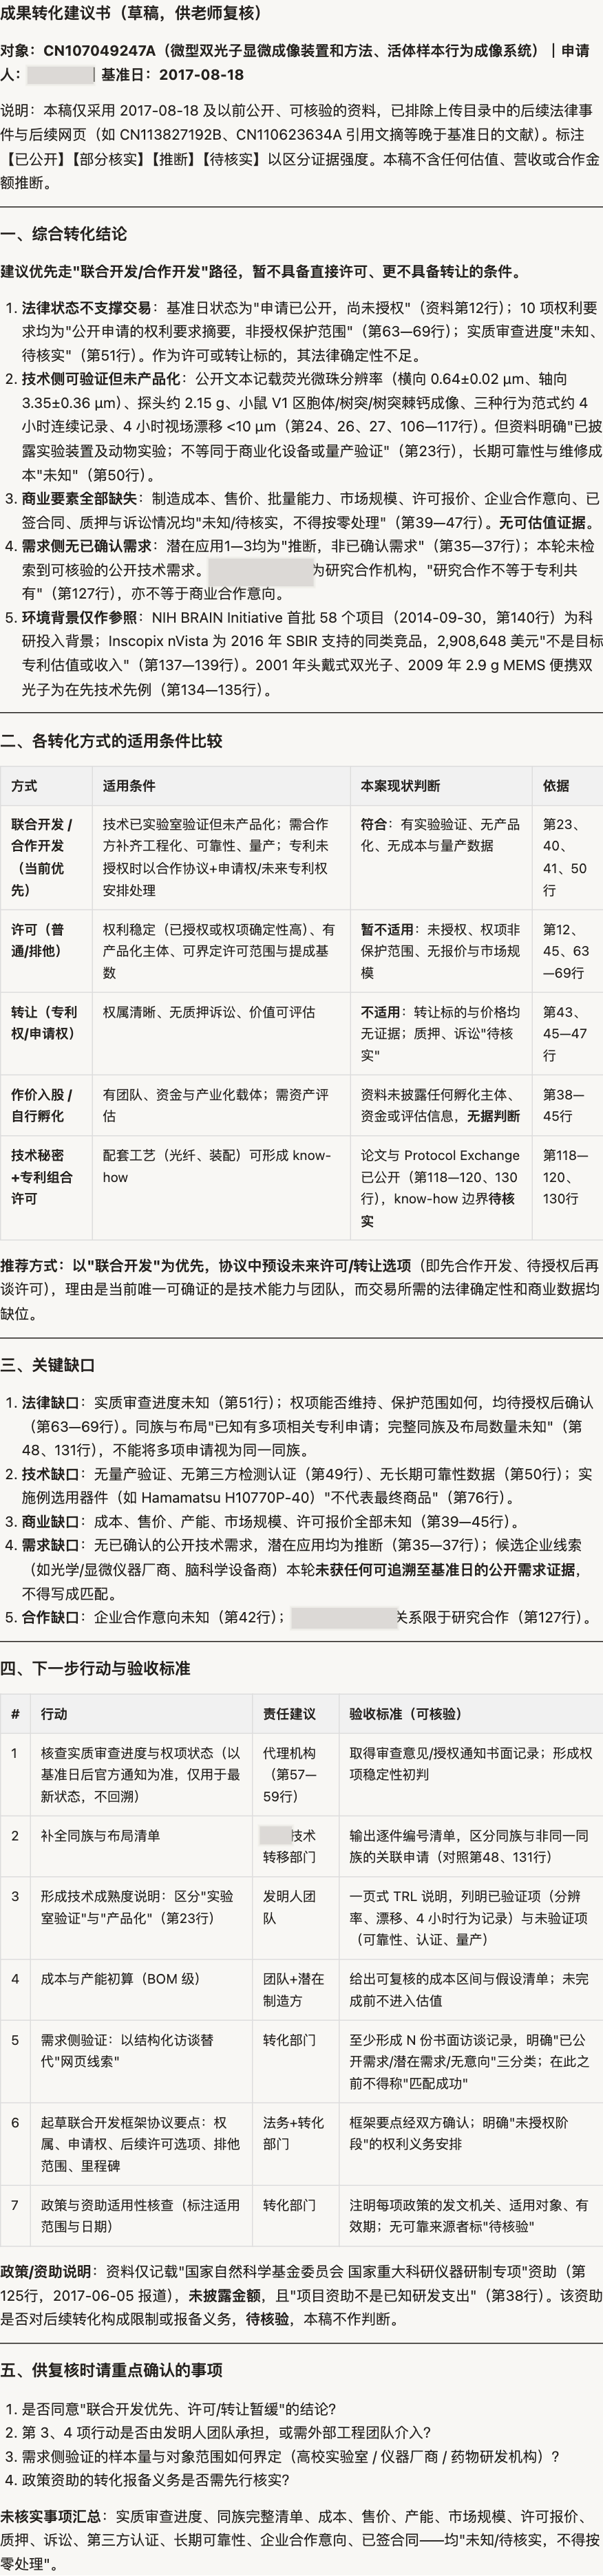 成果转化建议书（草稿，供老师复核）
对象：CN107049247A（微型双光子显微成像装置和方法、活体样本行为成像系统）｜申请
人： | 基准日：2017-08-18
说明：本稿仅采用 2017-08-18 及以前公开、可核验的资料，已排除上传目录中的后续法律事
件与后续网页（如 CN113827192B、CN110623634A 引用文摘等晚于基准日的文献）。标注
【已公开】【部分核实】【推断】【待核实】以区分证据强度。本稿不含任何估值、营收或合作金
额推断。
一、综合转化结论
建议优先走"联合开发/合作开发"路径，暂不具备直接许可、更不具备转让的条件。
1. 法律状态不支撑交易：基准日状态为"申请已公开，尚未授权"（资料第12行）；10 项权利要
求均为"公开申请的权利要求摘要，非授权保护范围"（第63—69行）；实质审查进度"未知、
待核实"（第51行）。作为许可或转让标的，其法律确定性不足。
2. 技术侧可验证但未产品化：公开文本记载荧光微珠分辨率（横向 0.64±0.02 μm、轴向
3.35±0.36 μm）、探头约 2.15 g、小鼠 V1 区胞体/树突/树突棘钙成像、三种行为范式约 4
小时连续记录、4 小时视场漂移 <10 μm（第24、26、27、106—117行）。但资料明确"已披
露实验装置及动物实验；不等同于商业化设备或量产验证"（第23行），长期可靠性与维修成
本"未知"（第50行）。
3. 商业要素全部缺失：制造成本、售价、批量能力、市场规模、许可报价、企业合作意向、已
签合同、质押与诉讼情况均"未知/待核实，不得按零处理"（第39—47行）。无可估值证据。
4. 需求侧无已确认需求：潜在应用1—3均为"推断，非已确认需求"（第35—37行）；本轮未检
索到可核验的公开技术需求。 为研究合作机构，"研究合作不等于专利共
有"（第127行），亦不等于商业合作意向。
5. 环境背景仅作参照：NIH BRAIN Initiative 首批 58 个项目（2014-09-30，第140行）为科
研投入背景；Inscopix nVista 为 2016 年 SBIR 支持的同类竞品，2,908,648 美元"不是目标
专利估值或收入"（第137—139行）。2001 年头戴式双光子、2009 年 2.9 g MEMS 便携双
光子为在先技术先例（第134—135行）。
二、各转化方式的适用条件比较
方式 适用条件 本案现状判断 依据
联合开发 / 技术已实验室验证但未产品化；需合作 符合：有实验验证、无产品 第23、
合作开发 方补齐工程化、可靠性、量产；专利未 化、无成本与量产数据 40、
（当前优 授权时以合作协议+申请权/未来专利权 41、50
先） 安排处理 行
许可（普 权利稳定（已授权或权项确定性高）、有 暂不适用：未授权、权项非 第12、
通/排他） 产品化主体、可界定许可范围与提成基 保护范围、无报价与市场规 45、63
数 模 —69行
转让（专利 权属清晰、无质押诉讼、价值可评估 不适用：转让标的与价格均 第43、
权/申请权） 无证据；质押、诉讼"待核 45—47
实" 行
作价入股 / 有团队、资金与产业化载体；需资产评 资料未披露任何孵化主体、 第38—
自行孵化 估 资金或评估信息，无据判断 45行
技术秘密 配套工艺（光纤、装配）可形成 know- 论文与 Protocol Exchange 第118—
+专利组合 how 已公开（第118—120、130 120、
许可 行），know-how 边界待核 130行
实
推荐方式：以"联合开发"为优先，协议中预设未来许可/转让选项（即先合作开发、待授权后再
谈许可），理由是当前唯一可确证的是技术能力与团队，而交易所需的法律确定性和商业数据均
缺位。
三、关键缺口
1. 法律缺口：实质审查进度未知（第51行）；权项能否维持、保护范围如何，均待授权后确认
（第63—69行）。同族与布局"已知有多项相关专利申请；完整同族及布局数量未知"（第
48、131行），不能将多项申请视为同一同族。
2. 技术缺口：无量产验证、无第三方检测认证（第49行）、无长期可靠性数据（第50行）；实
施例选用器件（如 Hamamatsu H10770P-40）"不代表最终商品"（第76行）。
3. 商业缺口：成本、售价、产能、市场规模、许可报价全部未知（第39—45行）。
4. 需求缺口：无已确认的公开技术需求，潜在应用均为推断（第35—37行）；候选企业线索
（如光学/显微仪器厂商、脑科学设备商）本轮未获任何可追溯至基准日的公开需求证据，
不得写成匹配。
5. 合作缺口：企业合作意向未知（第42行）； 关系限于研究合作（第127行）。
四、下一步行动与验收标准
# 行动 责任建议 验收标准（可核验）
1 核查实质审查进度与权项状态（以 代理机构 取得审查意见/授权通知书面记录；形成权
基准日后官方通知为准，仅用于最 （第57— 项稳定性初判
新状态，不回溯） 59行）
2 补全同族与布局清单 技术 输出逐件编号清单，区分同族与非同一同
转移部门 族的关联申请（对照第48、131行）
3 形成技术成熟度说明：区分"实验 发明人团 一页式 TRL 说明，列明已验证项（分辨
室验证"与"产品化"（第23行） 队 率、漂移、4 小时行为记录）与未验证项
（可靠性、认证、量产）
4 成本与产能初算（BOM 级） 团队+潜在 给出可复核的成本区间与假设清单；未完
制造方 成前不进入估值
5 需求侧验证：以结构化访谈替 转化部门 至少形成 N 份书面访谈记录，明确"已公
代"网页线索" 开需求/潜在需求/无意向"三分类；在此之
前不得称"匹配成功"
6 起草联合开发框架协议要点：权 法务+转化 框架要点经双方确认；明确"未授权阶
属、申请权、后续许可选项、排他 部门 段"的权利义务安排
范围、里程碑
7 政策与资助适用性核查（标注适用 转化部门 注明每项政策的发文机关、适用对象、有
范围与日期） 效期；无可靠来源者标"待核验"
政策/资助说明：资料仅记载"国家自然科学基金委员会 国家重大科研仪器研制专项"资助（第
125行，2017-06-05 报道），未披露金额，且"项目资助不是已知研发支出"（第38行）。该资助
是否对后续转化构成限制或报备义务，待核验，本稿不作判断。
五、供复核时请重点确认的事项
1. 是否同意"联合开发优先、许可/转让暂缓"的结论?
2. 第 3、4 项行动是否由发明人团队承担，或需外部工程团队介入?
3. 需求侧验证的样本量与对象范围如何界定（高校实验室 / 仪器厂商 / 药物研发机构）?
4. 政策资助的转化报备义务是否需先行核实?
未核实事项汇总：实质审查进度、同族完整清单、成本、售价、产能、市场规模、许可报价、
质押、诉讼、第三方认证、长期可靠性、企业合作意向、已签合同——均"未知/待核实，不得按
零处理"。